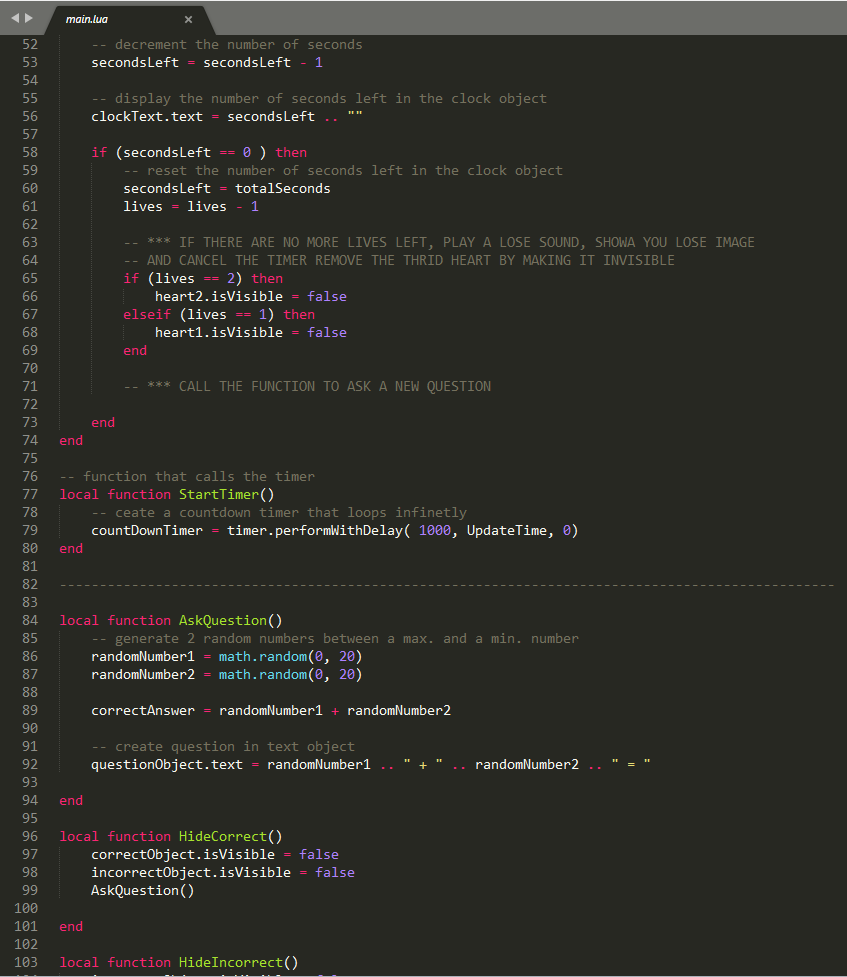 main.lua ×
52 -- decrement the number of seconds
53 secondsLeft = secondsLeft - 1
54
55 -- display the number of seconds left in the clock object
56 clockText.text = secondsLeft .. ""
57
58 if (secondsLeft == 0 ) then
59 -- reset the number of seconds left in the clock object
60 secondsLeft = totalSeconds
61 lives = lives - 1
62
63 -- *** IF THERE ARE NO MORE LIVES LEFT, PLAY A LOSE SOUND, SHOWA YOU LOSE IMAGE
64 -- AND CANCEL THE TIMER REMOVE THE THRID HEART BY MAKING IT INVISIBLE
65 if (lives == 2) then
66 heart2.isVisible = false
67 elseif (lives == 1) then
68 heart1.isVisible = false
69 end
70
71 -- *** CALL THE FUNCTION TO ASK A NEW QUESTION
72
73 end
74 end
75
76 -- function that calls the timer
77 local function StartTimer()
78 -- ceate a countdown timer that loops infinetly
79 countDownTimer = timer.performWithDelay( 1000, UpdateTime, 0)
80 end
81
82 -------------------------------------------------------------------------------------------------
83
84 local function AskQuestion()
85 -- generate 2 random numbers between a max. and a min. number
86 randomNumber1 = math.random(0, 20)
87 randomNumber2 = math.random(0, 20)
88
89 correctAnswer = randomNumber1 + randomNumber2
90
91 -- create question in text object
92 questionObject.text = randomNumber1 .. " + " .. randomNumber2 .. " = "
93
94 end
95
96 local function HideCorrect()
97 correctObject.isVisible = false
98 incorrectObject.isVisible = false
99 AskQuestion()
100
101 end
102
103 local function HideIncorrect()